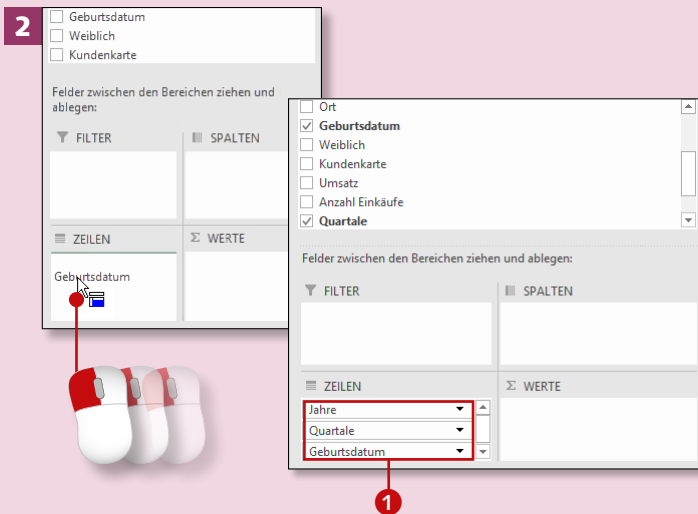 2
Geburtsdatum
Weiblich
Kundenkarte
Felder zwischen den Bereichen ziehen und
ablegen:
FILTER
SPALTEN
ZEILEN
Σ WERTE
Geburtsdatum
Ort
Geburtsdatum
Weiblich
Kundenkarte
Umsatz
Anzahl Einkäufe
Quartale
Felder zwischen den Bereichen ziehen und ablegen:
FILTER
SPALTEN
ZEILEN
Σ WERTE
Jahre
Quartale
Geburtsdatum
1